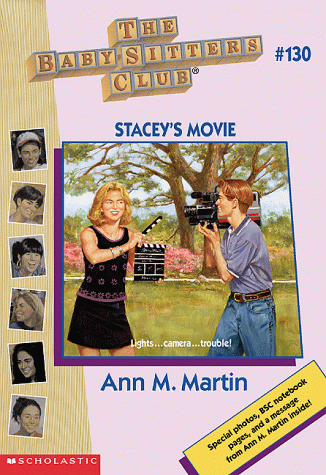 THE
BABY-SITTERS
CLUB®
#130
STACEY'S MOVIE
Lights...camera...trouble!
Ann M. Martin
Special photos, BSC notebook
pages, and a message
from Ann M. Martin inside!
SCHOLASTIC